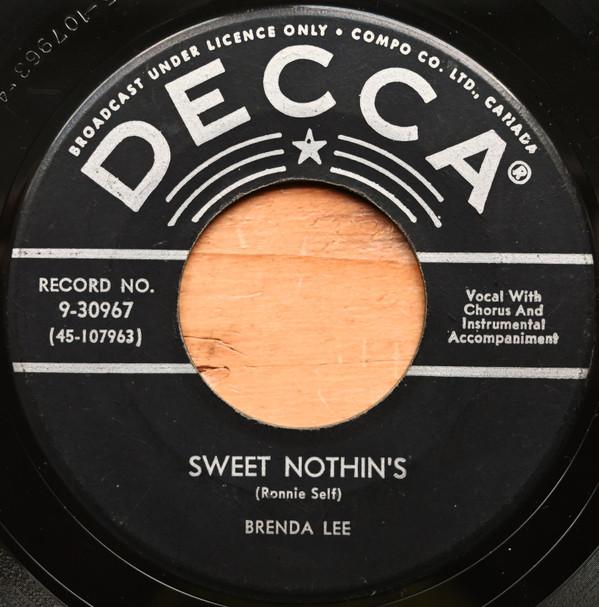 BROADCAST UNDER LICENCE ONLY • COMPO CO. LTD., CANADA
DECCA®
RECORD NO.
9-30967
(45-107963)
Vocal With
Chorus And
Instrumental
Accompaniment
SWEET NOTHIN'S
(Ronnie Self)
BRENDA LEE